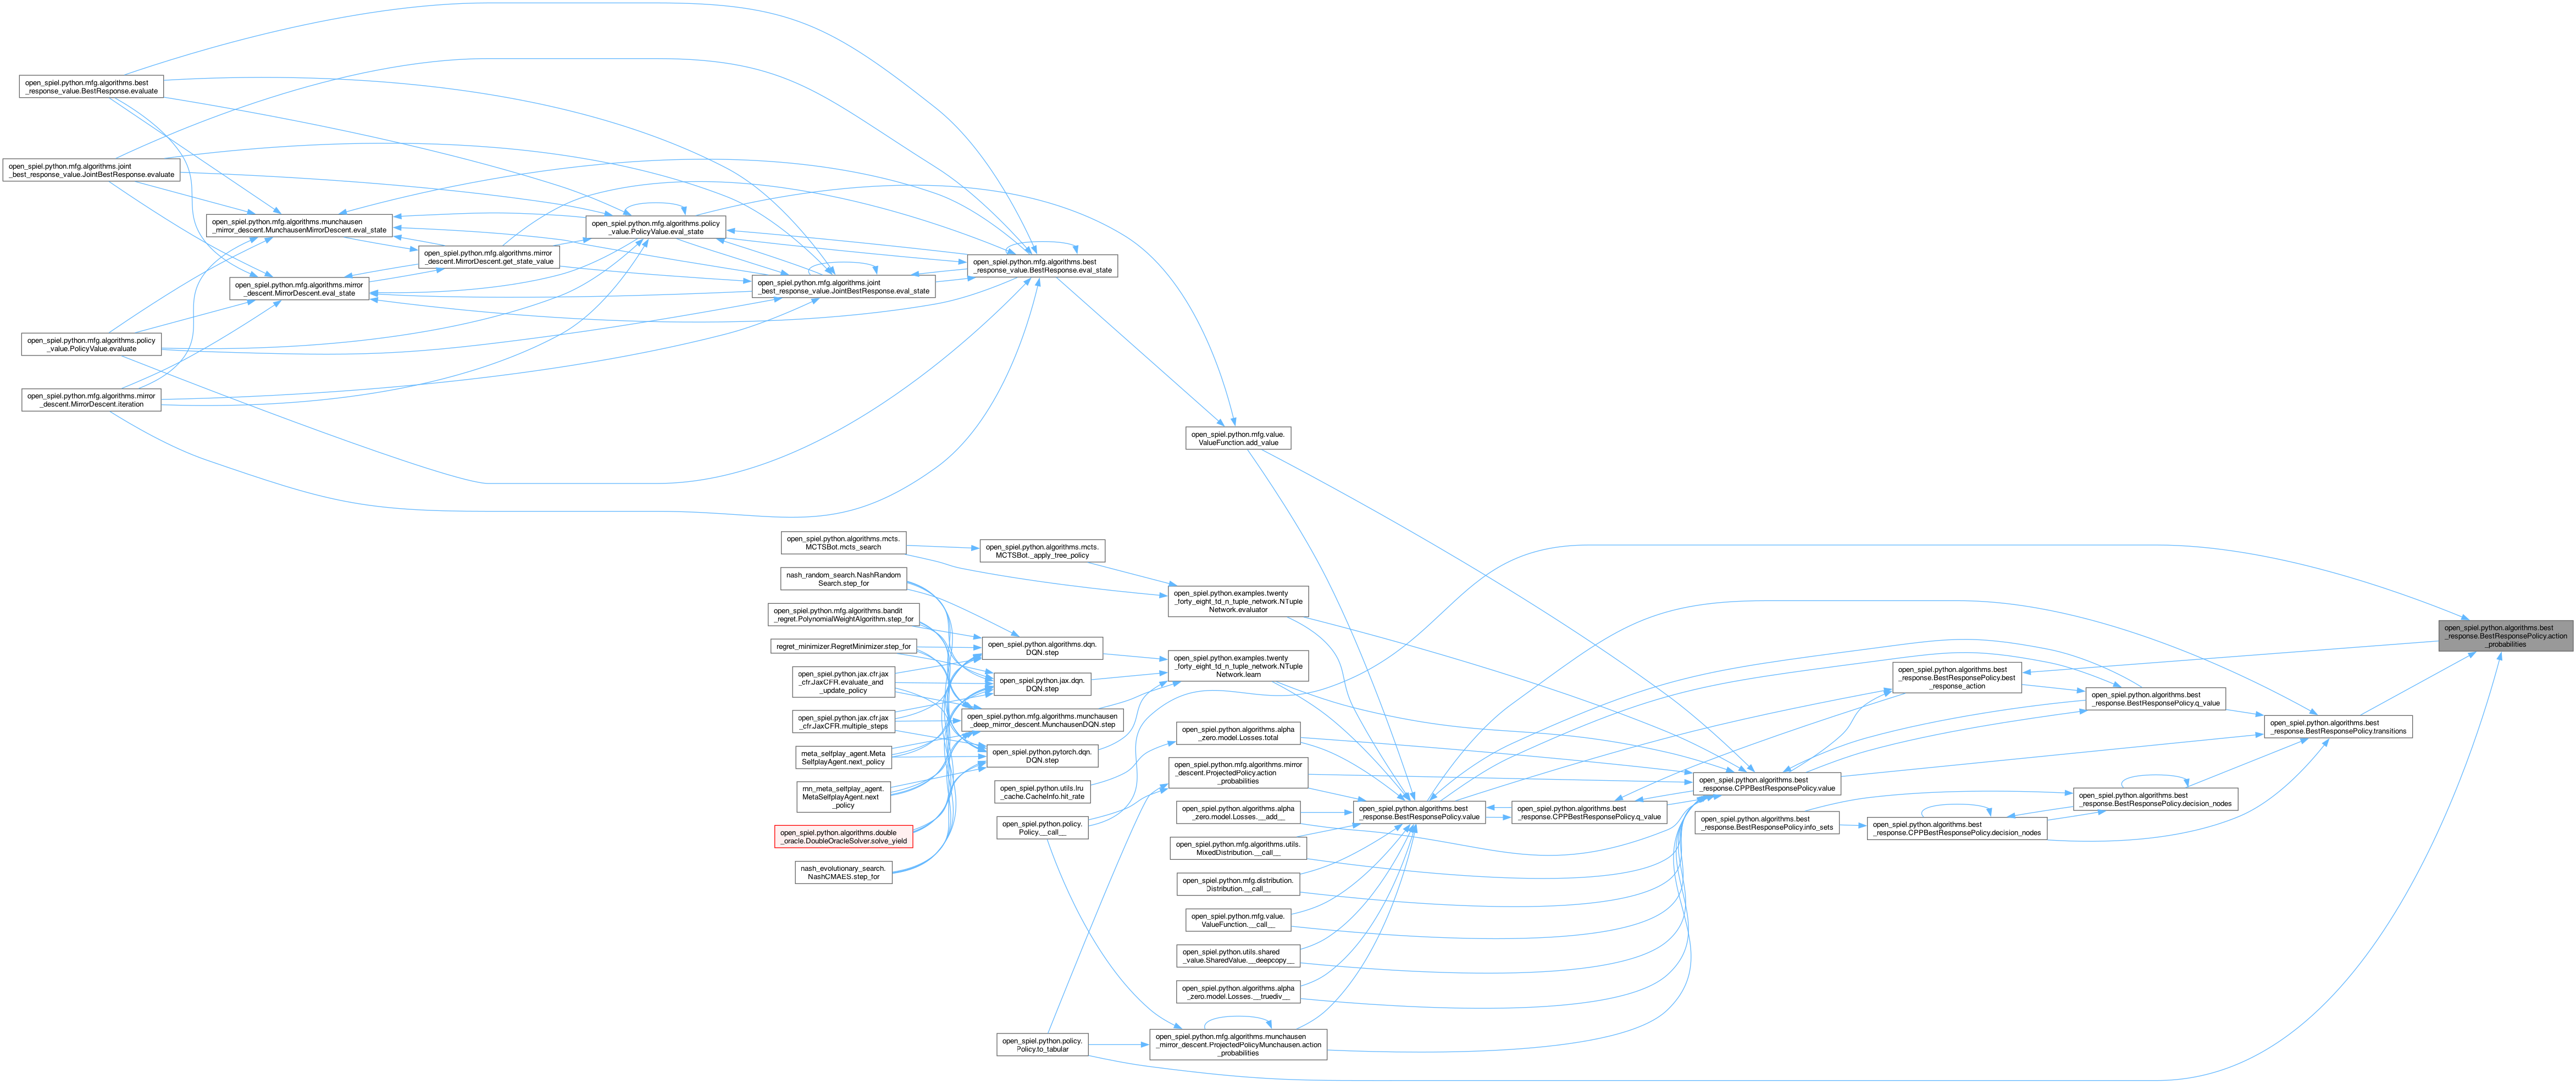 open_spiel.python.mfg.algorithms.best
_response_value.BestResponse.evaluate
open_spiel.python.mfg.algorithms.joint
_best_response_value.JointBestResponse.evaluate
open_spiel.python.mfg.algorithms.munchausen
_mirror_descent.MunchausenMirrorDescent.eval_state
open_spiel.python.mfg.algorithms.policy
_value.PolicyValue.eval_state
open_spiel.python.mfg.algorithms.mirror
_descent.MirrorDescent.get_state_value
open_spiel.python.mfg.algorithms.best
_response_value.BestResponse.eval_state
open_spiel.python.mfg.algorithms.mirror
_descent.MirrorDescent.eval_state
open_spiel.python.mfg.algorithms.joint
_best_response_value.JointBestResponse.eval_state
open_spiel.python.mfg.algorithms.policy
_value.PolicyValue.evaluate
open_spiel.python.mfg.algorithms.mirror
_descent.MirrorDescent.iteration
open_spiel.python.mfg.value.
ValueFunction.add_value
open_spiel.python.algorithms.mcts.
MCTSBot.mcts_search
open_spiel.python.algorithms.mcts.
MCTSBot._apply_tree_policy
nash_random_search.NashRandom
Search.step_for
open_spiel.python.examples.twenty
_forty_eight_td_n_tuple_network.NTuple
Network.evaluator
open_spiel.python.mfg.algorithms.bandit
_regret.PolynomialWeightAlgorithm.step_for
open_spiel.python.algorithms.best
_response.BestResponsePolicy.action
_probabilities
regret_minimizer.RegretMinimizer.step_for
open_spiel.python.algorithms.dqn.
DQN.step
open_spiel.python.examples.twenty
_forty_eight_td_n_tuple_network.NTuple
Network.learn
open_spiel.python.jax.cfr.jax
_cfr.JaxCFR.evaluate_and
_update_policy
open_spiel.python.jax.dqn.
DQN.step
open_spiel.python.algorithms.best
_response.BestResponsePolicy.best
_response_action
open_spiel.python.algorithms.best
_response.BestResponsePolicy.q_value
open_spiel.python.jax.cfr.jax
_cfr.JaxCFR.multiple_steps
open_spiel.python.mfg.algorithms.munchausen
_deep_mirror_descent.MunchausenDQN.step
open_spiel.python.algorithms.best
_response.BestResponsePolicy.transitions
open_spiel.python.algorithms.alpha
_zero.model.Losses.total
meta_selfplay_agent.Meta
SelfplayAgent.next_policy
open_spiel.python.pytorch.dqn.
DQN.step
open_spiel.python.mfg.algorithms.mirror
_descent.ProjectedPolicy.action
_probabilities
open_spiel.python.algorithms.best
_response.CPPBestResponsePolicy.value
mn_meta_selfplay_agent.
MetaSelfplayAgent.next
_policy
open_spiel.python.utils.lru
_cache.CacheInfo.hit_rate
open_spiel.python.algorithms.best
_response.BestResponsePolicy.decision_nodes
open_spiel.python.algorithms.alpha
_zero.model.Losses.__add__
open_spiel.python.algorithms.best
_response.BestResponsePolicy.value
open_spiel.python.algorithms.best
_response.CPPBestResponsePolicy.q_value
open_spiel.python.algorithms.best
_response.BestResponsePolicy.info_sets
open_spiel.python.algorithms.best
_response.CPPBestResponsePolicy.decision_nodes
open_spiel.python.policy.
Policy.__call__
open_spiel.python.algorithms.double
_oracle.DoubleOracleSolver.solve_yield
open_spiel.python.mfg.algorithms.utils.
MixedDistribution.__call__
nash_evolutionary_search.
NashCMAES.step_for
open_spiel.python.mfg.distribution.
Distribution.__call__
open_spiel.python.mfg.value.
ValueFunction.__call__
open_spiel.python.utils.shared
_value.SharedValue.__deepcopy__
open_spiel.python.algorithms.alpha
_zero.model.Losses.__truediv__
open_spiel.python.policy.
Policy.to_tabular
open_spiel.python.mfg.algorithms.munchausen
_mirror_descent.ProjectedPolicyMunchausen.action
_probabilities